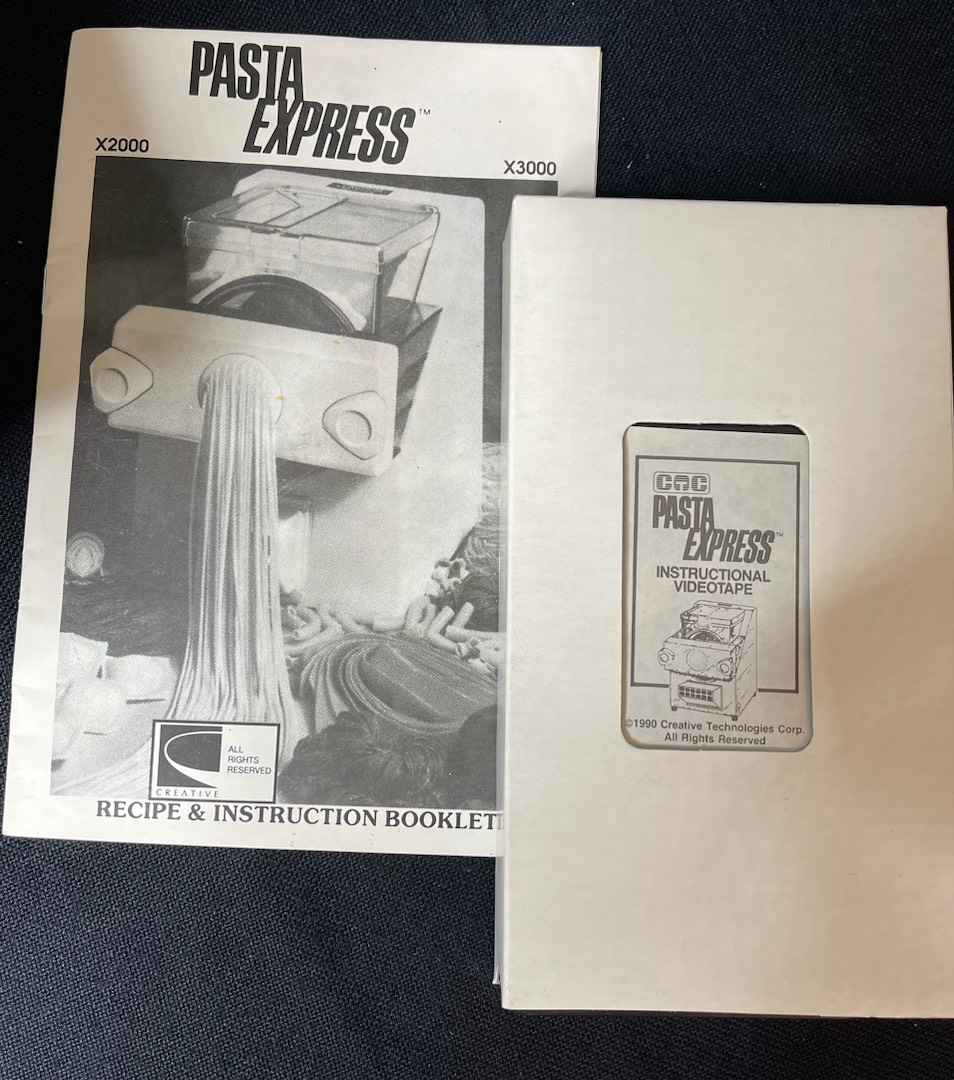 PASTA
EXPRESS™
X2000
X3000
ALL
RIGHTS
RESERVED
CREATIVE
RECIPE & INSTRUCTION BOOKLET
CTC
PASTA
EXPRESS™
INSTRUCTIONAL
VIDEOTAPE
©1990 Creative Technologies Corp.
All Rights Reserved